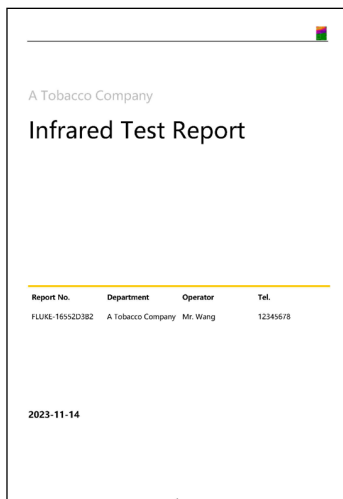 A Tobacco Company
Infrared Test Report
Report No. Department Operator Tel.
FLUKE-16552D3B2 A Tobacco Company Mr. Wang 12345678
2023-11-14